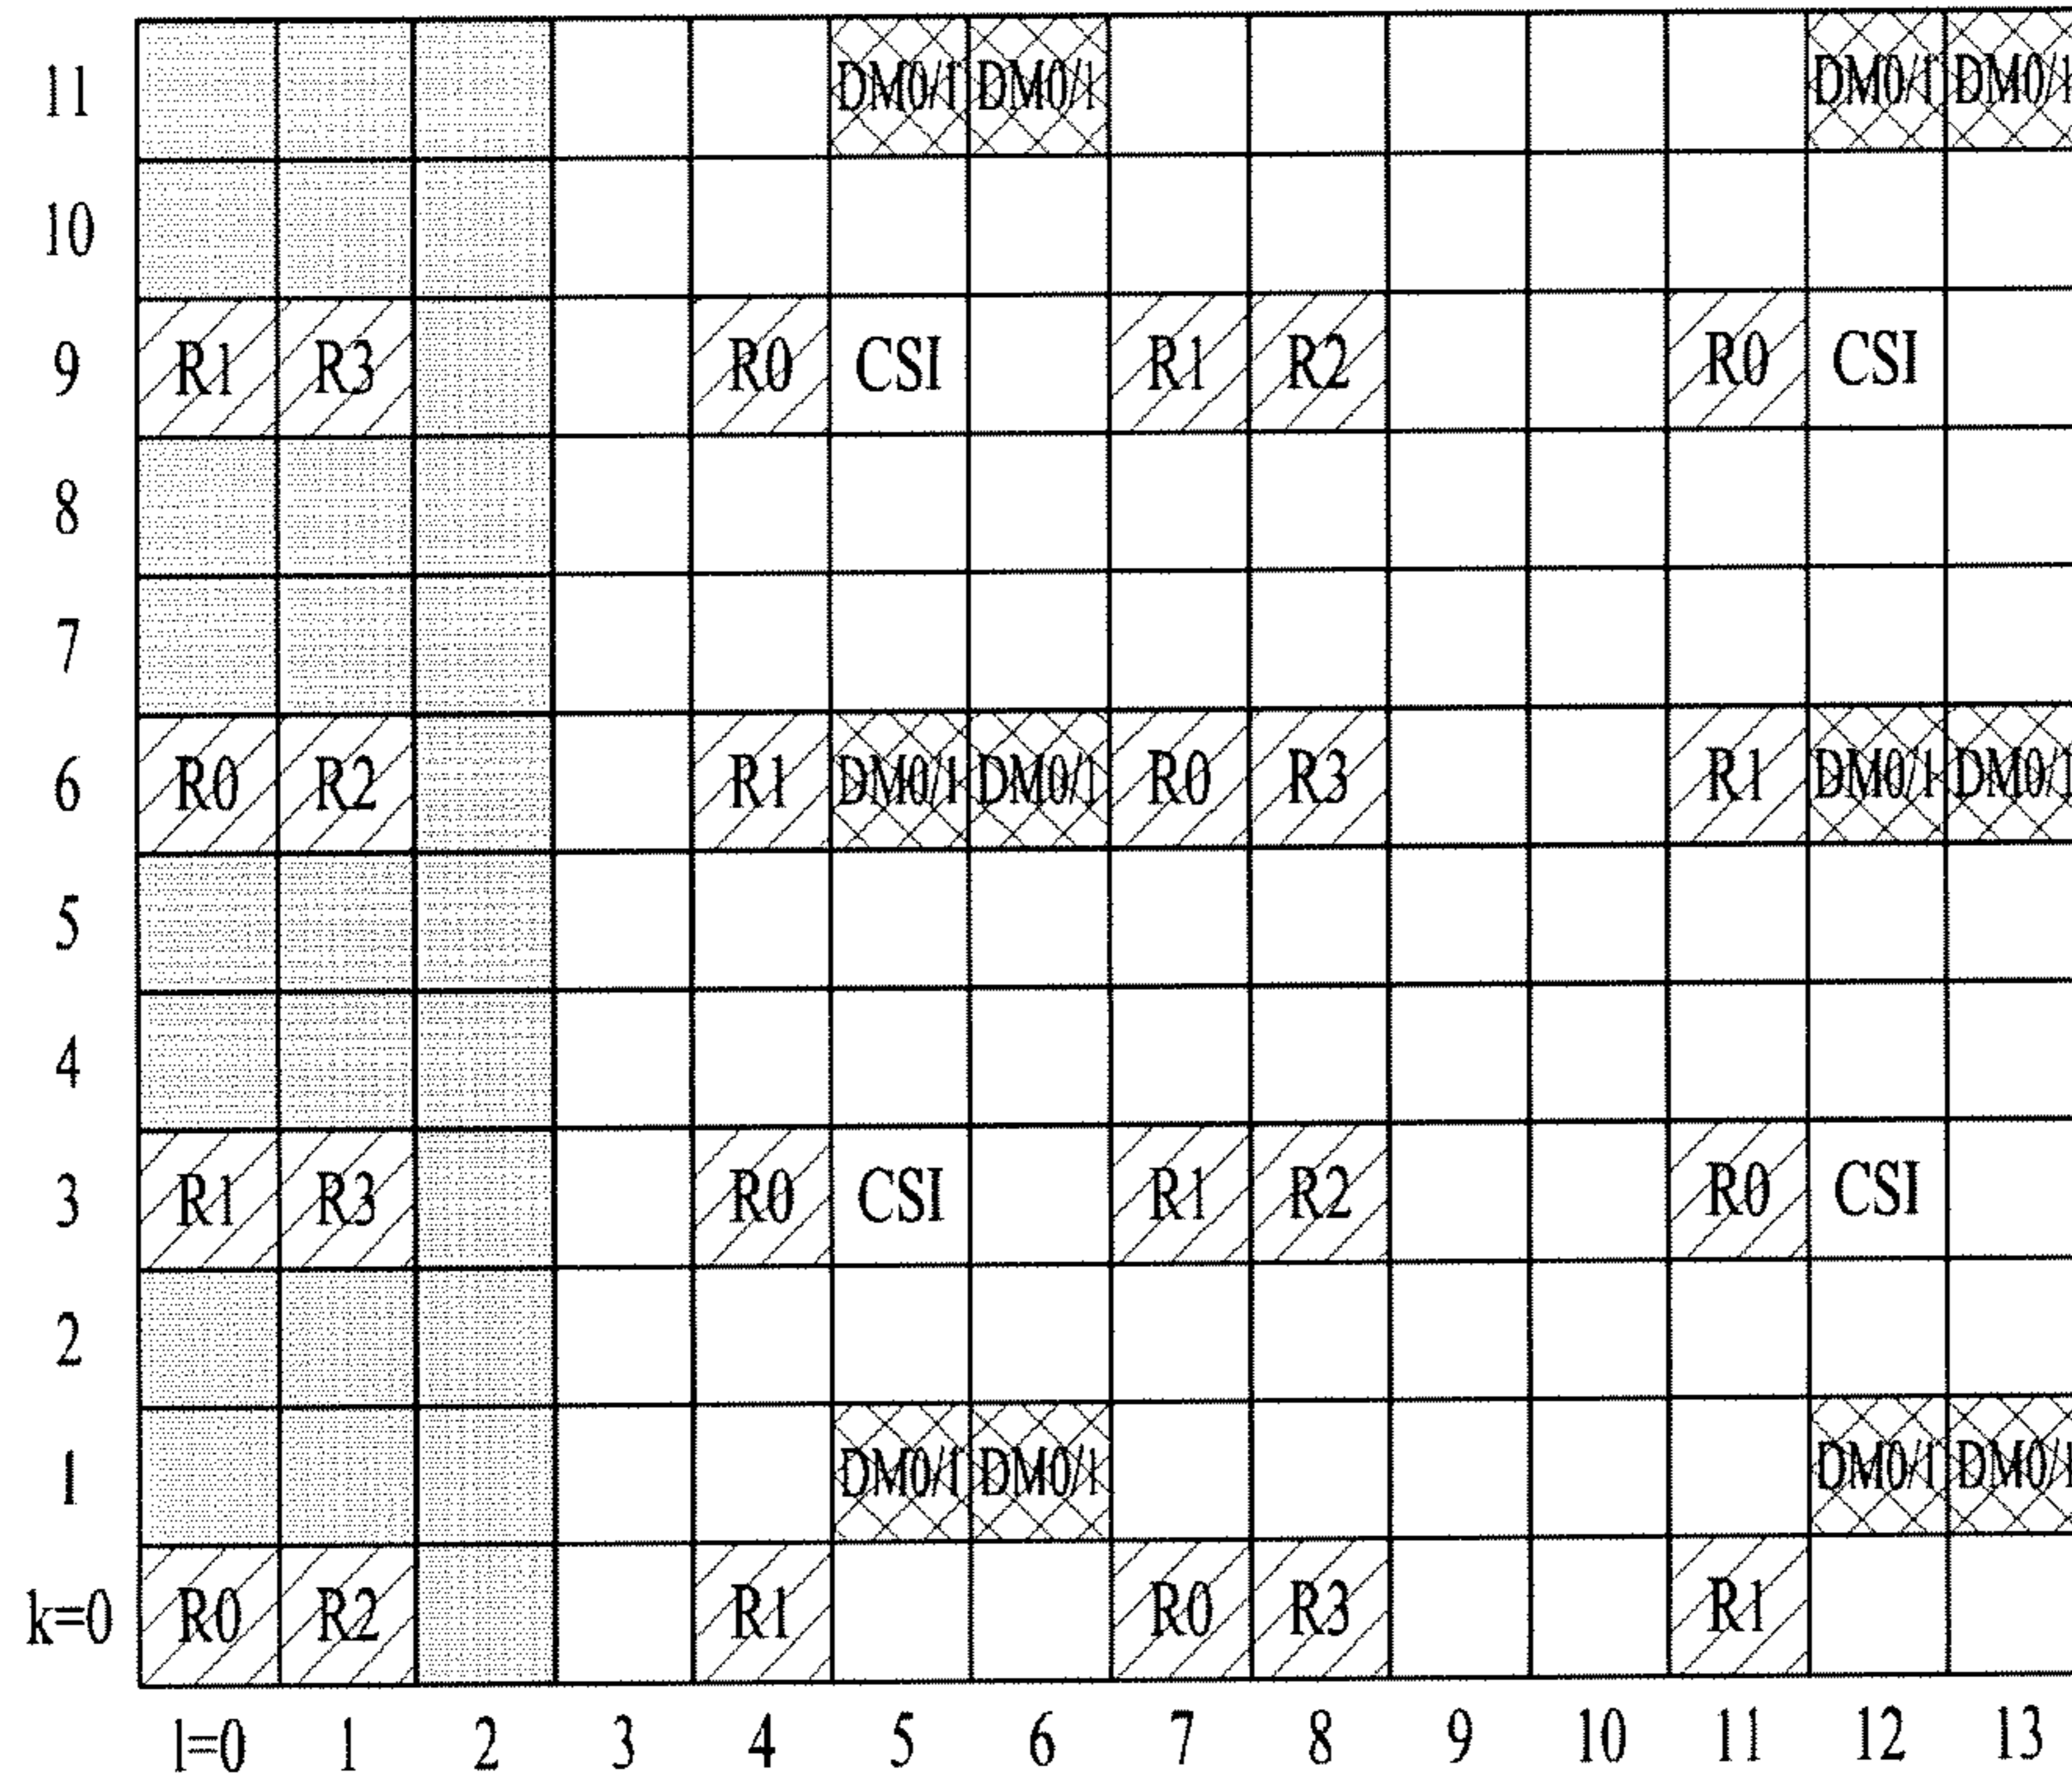 11 DM0/1 DM0/1 DM0/1 DM0/1
10
9 R1 R3 R0 CSI R1 R2 R0 CSI
8
7
6 R0 R2 R1 DM0/1 DM0/1 R0 R3 R1 DM0/1 DM0/1
5
4
3 R1 R3 R0 CSI R1 R2 R0 CSI
2
1 DM0/1 DM0/1 DM0/1 DM0/1
k=0 R0 R2 R1 R0 R3 R1
l=0 1 2 3 4 5 6 7 8 9 10 11 12 13